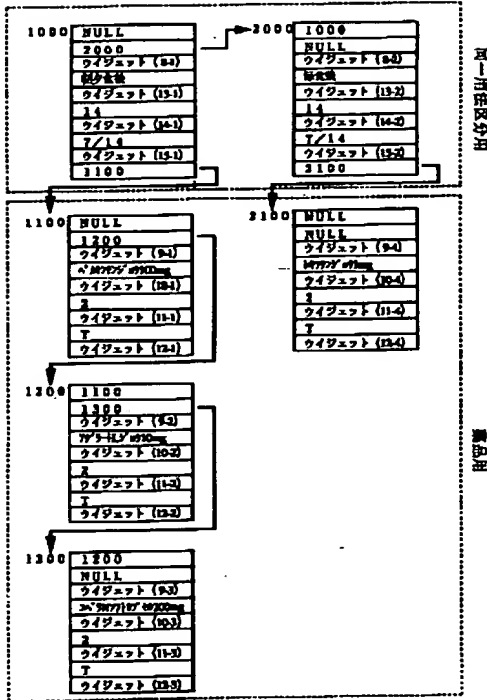 1000
NULL
2000
ウイジェット (8-1)
ウイジェット (13-1)
14
ウイジェット (14-1)
7/14
ウイジェット (15-1)
1100
2000
1000
NULL
ウイジェット (8-2)
毎食後
ウイジェット (13-2)
14
ウイジェット (14-2)
7/14
ウイジェット (15-2)
2100
1100
NULL
1200
ウイジェット (9-1)
ウイジェット (10-1)
2
ウイジェット (11-1)
T
ウイジェット (12-1)
2100
NULL
NULL
ウイジェット (9-4)
ウイジェット (10-4)
2
ウイジェット (11-4)
T
ウイジェット (12-4)
1200
1100
1300
ウイジェット (9-2)
ウイジェット (10-2)
2
ウイジェット (11-2)
T
ウイジェット (12-2)
1300
1200
NULL
ウイジェット (9-3)
ウイジェット (10-3)
2
ウイジェット (11-3)
T
ウイジェット (12-3)
薬品用